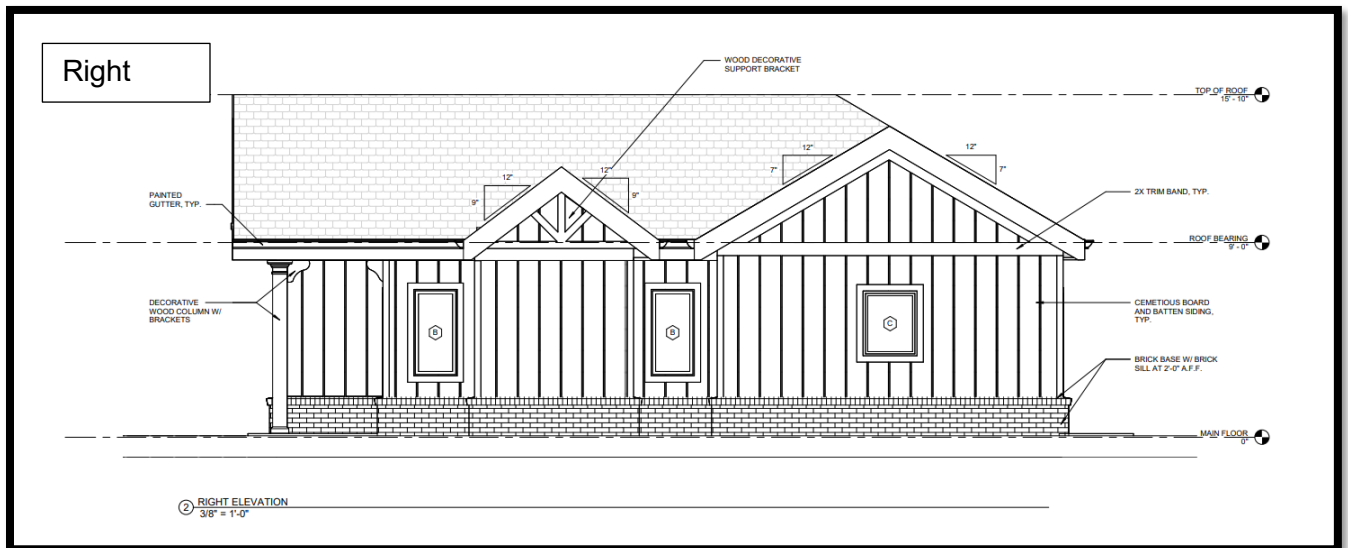 Right
WOOD DECORATIVE
SUPPORT BRACKET
TOP OF ROOF
15' - 10"
12"
7"
12"
7"
12"
9"
12"
9"
PAINTED
GUTTER, TYP.
2X TRIM BAND, TYP.
ROOF BEARING
9' - 0"
DECORATIVE
WOOD COLUMN W/
BRACKETS
B
B
C
CEMETIOUS BOARD
AND BATTEN SIDING,
TYP.
BRICK BASE W/ BRICK
SILL AT 2'-0" A.F.F.
MAIN FLOOR
0"
2
RIGHT ELEVATION
3/8" = 1'-0"